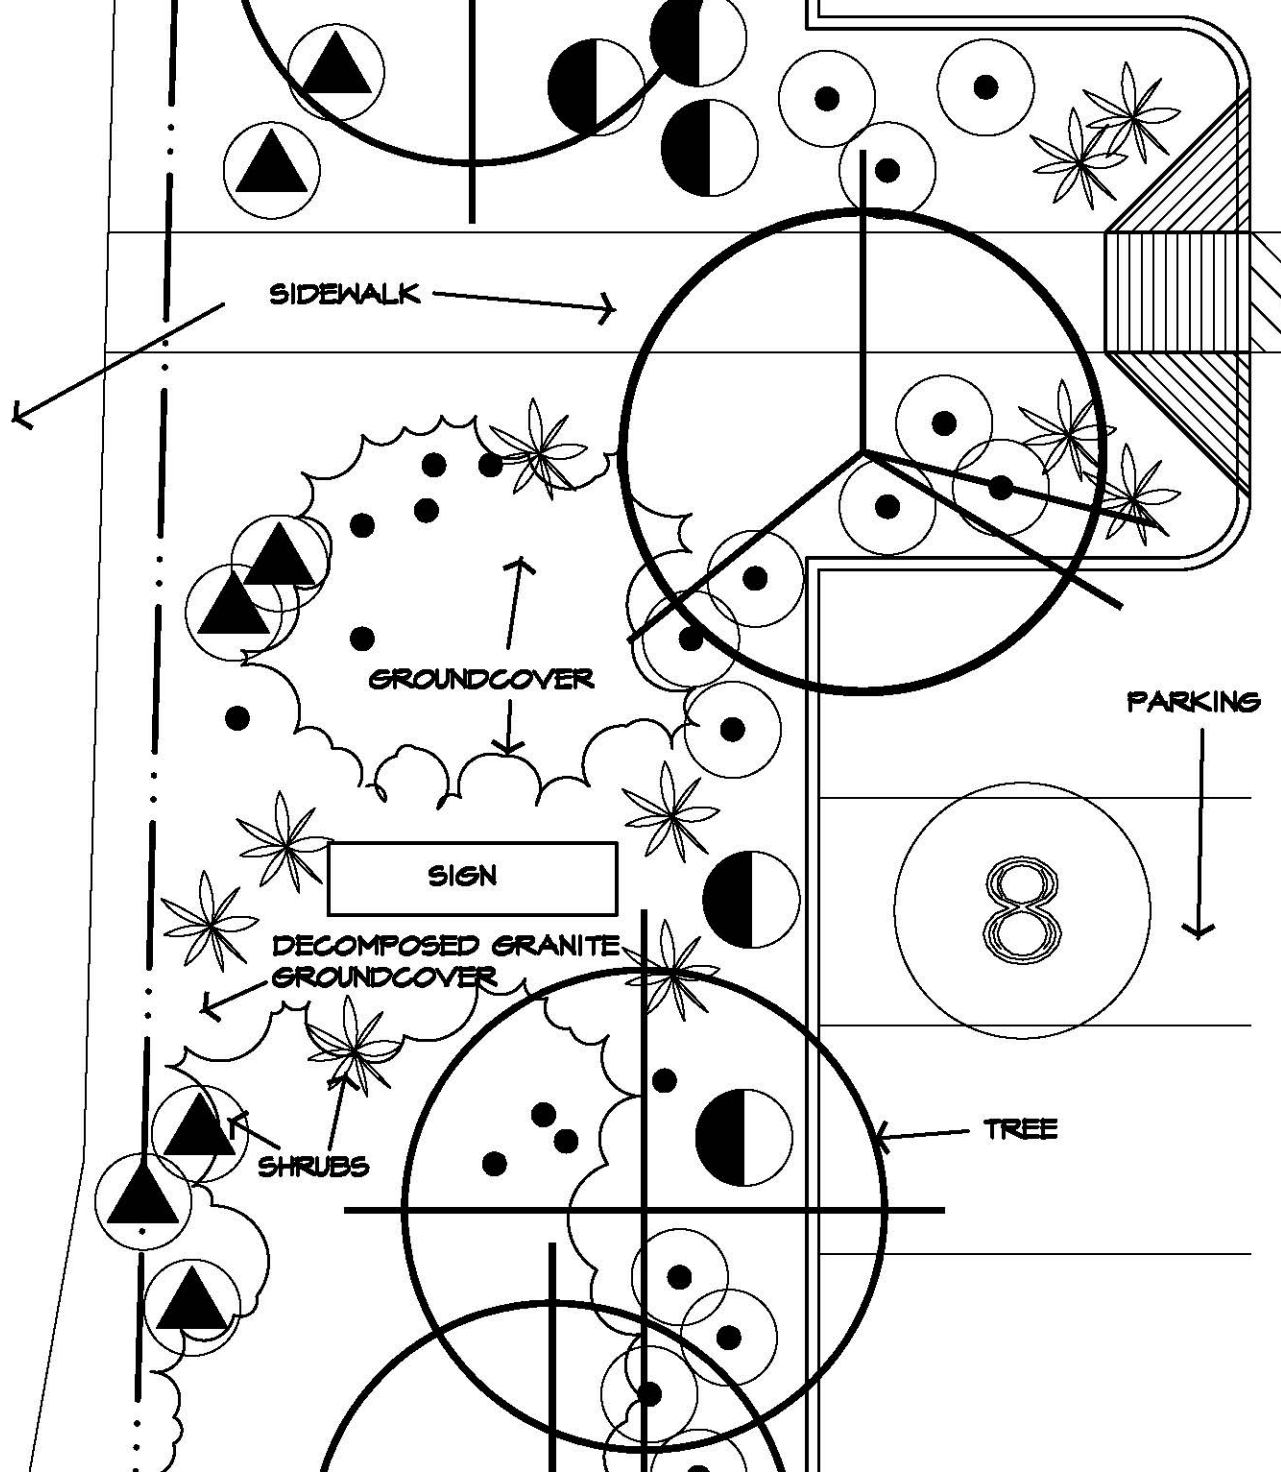 SIDEWALK
GROUNDCOVER
PARKING
SIGN
8
DECOMPOSED GRANITE
GROUNDCOVER
TREE
SHRUBS